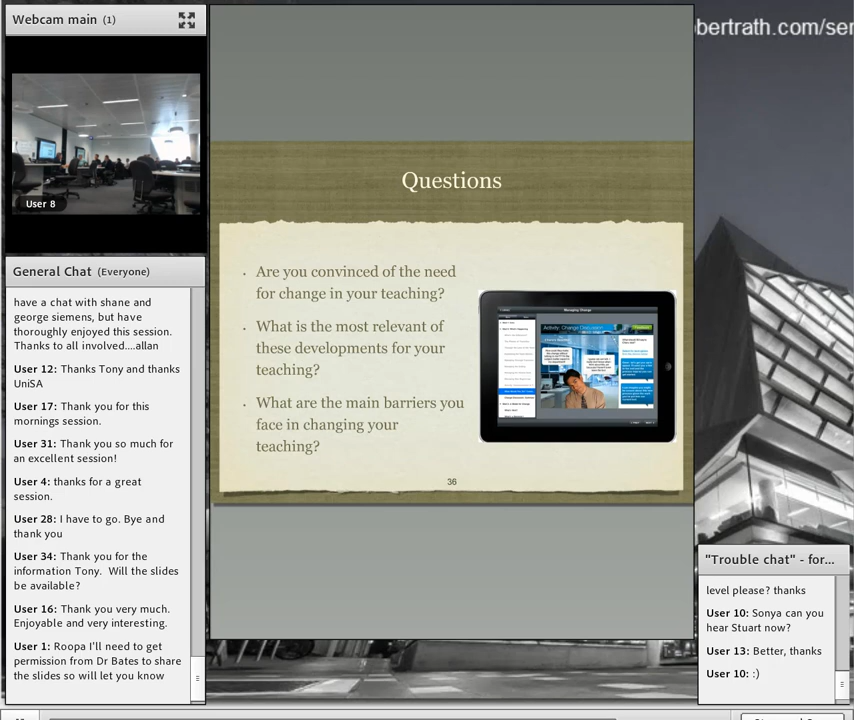 Webcam main (1)
User 8
General Chat (Everyone)
have a chat with shane and
george siemens, but have
thoroughly enjoyed this session.
Thanks to all involved....allan
User 12: Thanks Tony and thanks
UniSA
User 17: Thank you for this
mornings session.
User 31: Thank you so much for
an excellent session!
User 4: thanks for a great
session.
User 28: I have to go. Bye and
thank you
User 34: Thank you for the
information Tony.  Will the slides
be available?
User 16: Thank you very much.
Enjoyable and very interesting.
User 1: Roopa I'll need to get
permission from Dr Bates to share
the slides so will let you know
Questions
· Are you convinced of the need
for change in your teaching?
· What is the most relevant of
these developments for your
teaching?
· What are the main barriers you
face in changing your
teaching?
Managing Change
Activity: Change Discussion
36
bertrath.com/ser
"Trouble chat" - for...
level please? thanks
User 10: Sonya can you
hear Stuart now?
User 13: Better, thanks
User 10: :)